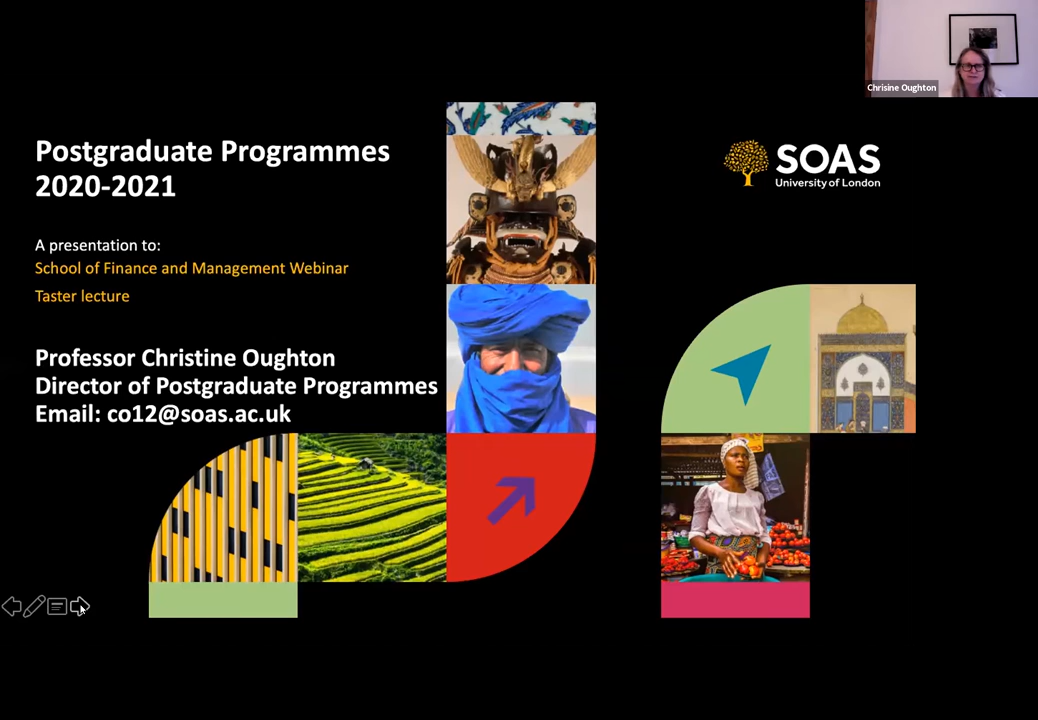 Chrisine Oughton
Postgraduate Programmes
2020-2021
SOAS
University of London
A presentation to:
School of Finance and Management Webinar
Taster lecture
Professor Christine Oughton
Director of Postgraduate Programmes
Email: co12@soas.ac.uk